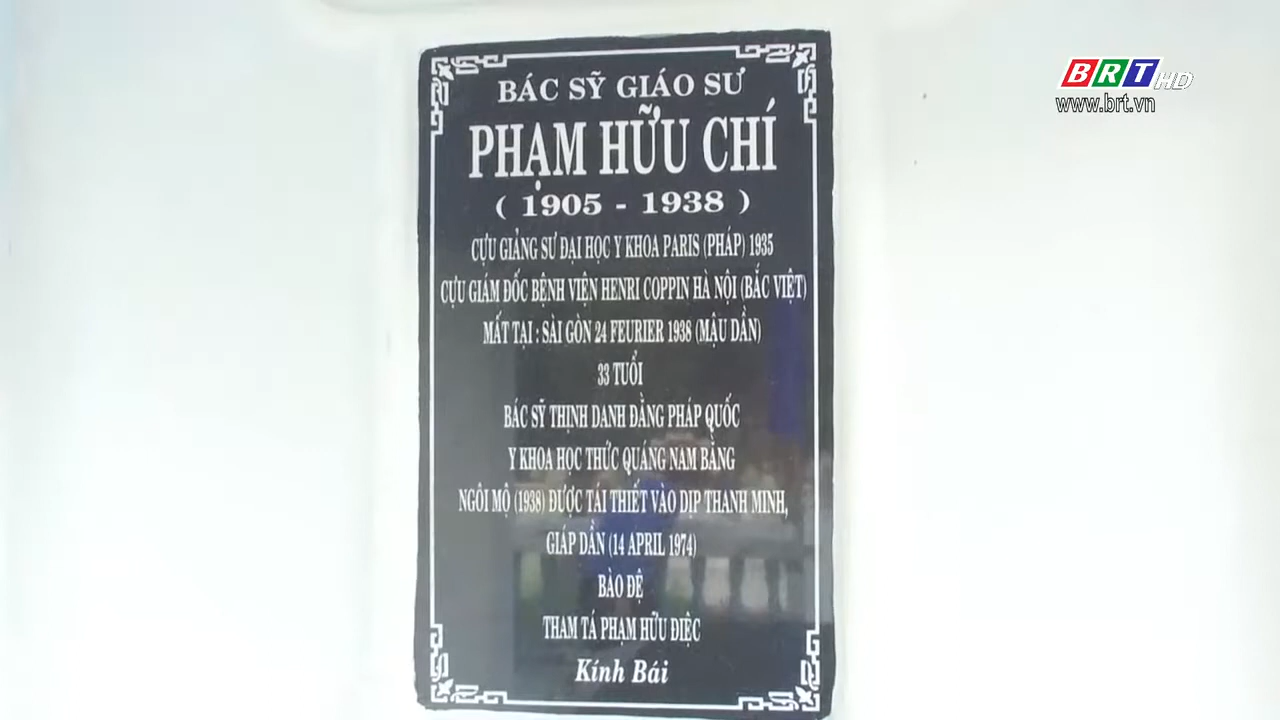 BRT HD
www.brt.vn
BÁC SỸ GIÁO SƯ
PHẠM HỮU CHÍ
( 1905 - 1938 )
CỰU GIẢNG SƯ ĐẠI HỌC Y KHOA PARIS (PHÁP) 1935
CỰU GIÁM ĐỐC BỆNH VIỆN HENRI COPPIN HÀ NỘI (BẮC VIỆT)
MẤT TẠI : SÀI GÒN 24 FEURIER 1938 (MẬU DẦN)
33 TUỔI
BÁC SỸ THỊNH DANH ĐẰNG PHÁP QUỐC
Y KHOA HỌC THỨC QUÁNG NAM BẰNG
NGÔI MỘ (1938) ĐƯỢC TÁI THIẾT VÀO DỊP THANH MINH,
GIÁP DẦN (14 APRIL 1974)
BÀO ĐỆ
THAM TÁ PHẠM HỮU ĐIỆC
Kính Bái